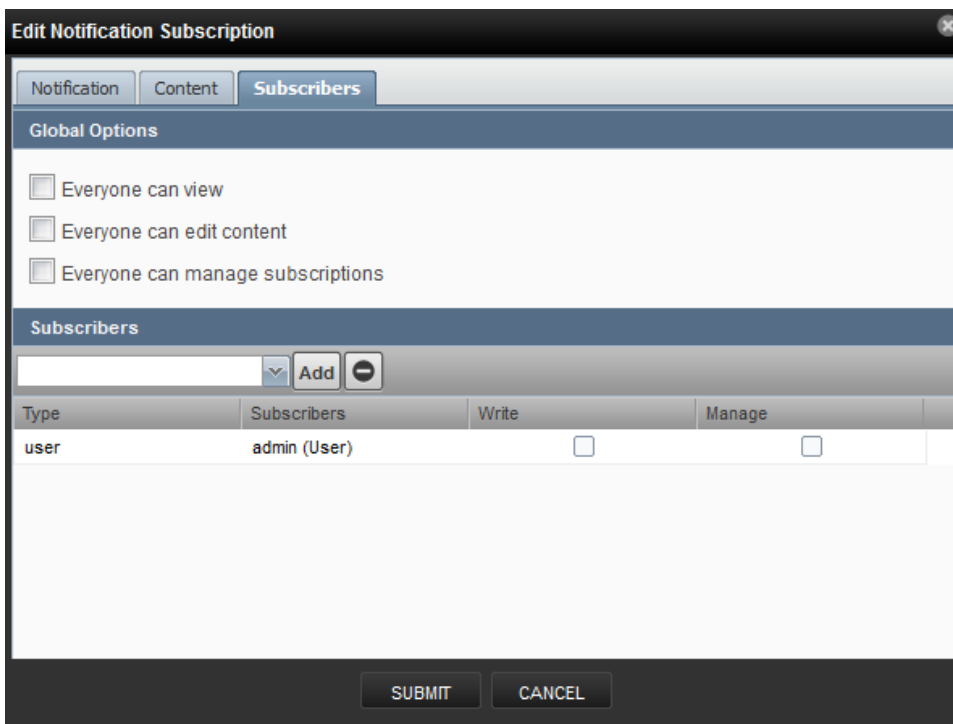 Edit Notification Subscription
Notification Content Subscribers
Global Options
Everyone can view
Everyone can edit content
Everyone can manage subscriptions
Subscribers
Add
Type Subscribers Write Manage
user admin (User)
SUBMIT CANCEL